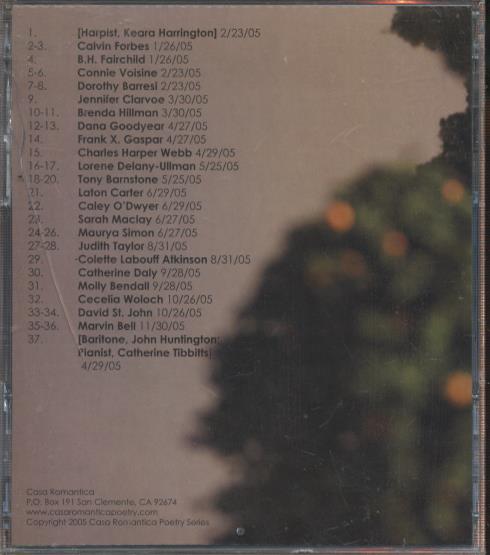 1. [Harpist, Keara Harrington] 2/23/05
2-3. Calvin Forbes 1/26/05
4. B.H. Fairchild 1/26/05
5-6. Connie Voisine 2/23/05
7-8. Dorothy Barresi 2/23/05
9. Jennifer Clarvoe 3/30/05
10-11. Brenda Hillman 3/30/05
12-13. Dana Goodyear 4/27/05
14. Frank X. Gaspar 4/27/05
15. Charles Harper Webb 4/29/05
16-17. Lorene Delany-Ullman 5/25/05
18-20. Tony Barnstone 5/25/05
21. Laton Carter 6/29/05
22. Caley O'Dwyer 6/29/05
23. Sarah Maclay 6/27/05
24-26. Maurya Simon 6/27/05
27-28. Judith Taylor 8/31/05
29. Colette Labouff Atkinson 8/31/05
30. Catherine Daly 9/28/05
31. Molly Bendall 9/28/05
32. Cecelia Woloch 10/26/05
33-34. David St. John 10/26/05
35-36. Marvin Bell 11/30/05
37. [Baritone, John Huntington;
Pianist, Catherine Tibbitts]
4/29/05
Casa Romantica
P.O. Box 191 San Clemente, CA 92674
www.casaromanticapoetry.com
Copyright 2005 Casa Romantica Poetry Series